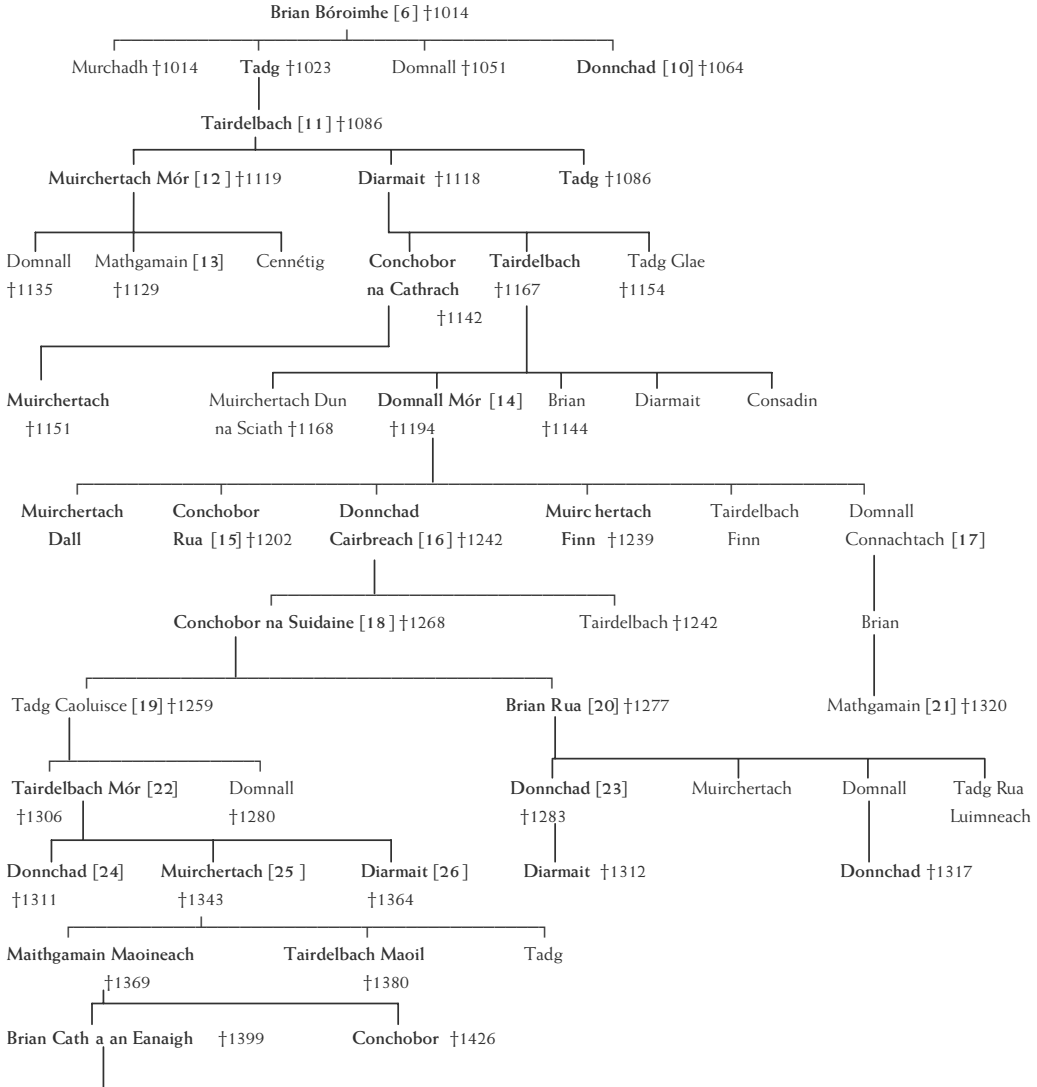 Brian Bóroimhe [6] †1014
Murchadh †1014 Tadg †1023 Domnall †1051 Donnchad [10] †1064
Tairdelbach [11] †1086
Muirchertach Mór [12 ] †1119 Diarmait †1118 Tadg †1086
Domnall Mathgamain [13] Cennétig Conchobor Tairdelbach Tadg Glae
†1135 †1129 na Cathrach †1167 †1154
†1142
Muirchertach Muirchertach Dun Domnall Mór [14] Brian Diarmait Consadin
†1151 na Sciath †1168 †1194 †1144
Muirchertach Conchobor Donnchad Muirc hertach Tairdelbach Domnall
Dall Rua [15] †1202 Cairbreach [16] †1242 Finn †1239 Finn Connachtach [17]
Conchobor na Suidaine [18 ] †1268 Tairdelbach †1242 Brian
Tadg Caoluisce [19] †1259 Brian Rua [20] †1277 Mathgamain [21] †1320
Tairdelbach Mór [22] Domnall Donnchad [23] Muirchertach Domnall Tadg Rua
†1306 †1280 †1283 Luimneach
Donnchad [24] Muirchertach [25 ] Diarmait [26 ] Diarmait †1312 Donnchad †1317
†1311 †1343 †1364
Maithgamain Maoineach Tairdelbach Maoil Tadg
†1369 †1380
Brian Cath a an Eanaigh †1399 Conchobor †1426